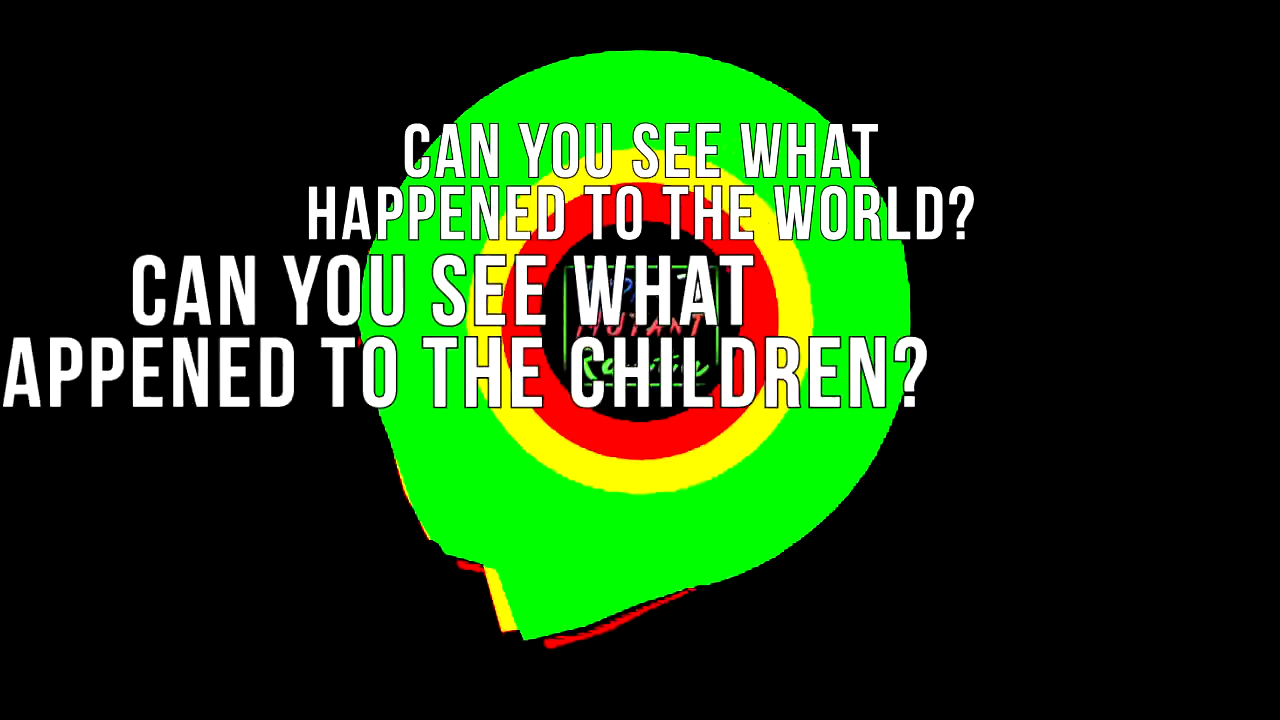 CAN YOU SEE WHAT
HAPPENED TO THE WORLD?
CAN YOU SEE WHAT
APPENED TO THE CHILDREN?
MUTANT